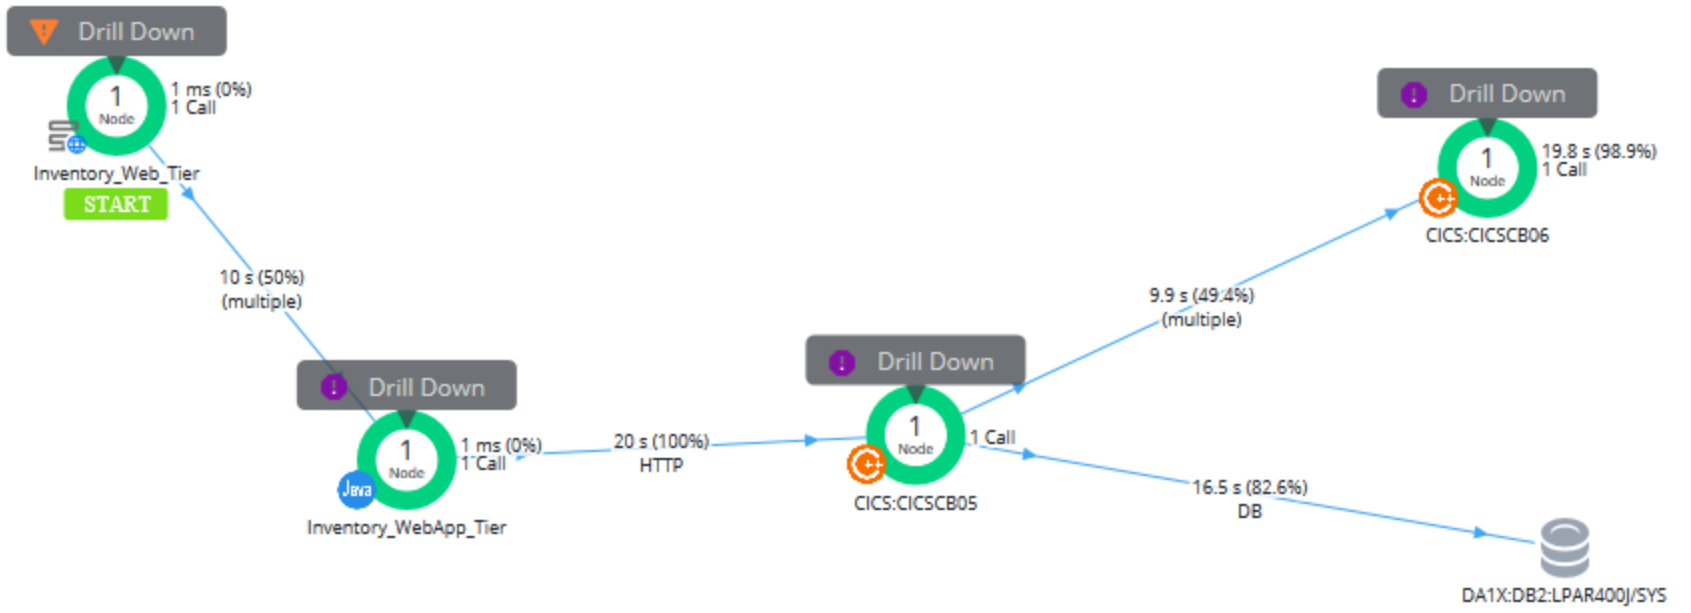 Drill Down
1
Node
1 ms (0%)
1 Call
Inventory_Web_Tier
START
10 s (50%)
(multiple)
Drill Down
1
Node
1 ms (0%)
1 Call
Java
Inventory_WebApp_Tier
20 s (100%)
HTTP
Drill Down
1
Node
1 Call
C++
CICS:CICSCB05
9.9 s (49.4%)
(multiple)
Drill Down
1
Node
19.8 s (98.9%)
1 Call
C++
CICS:CICSCB06
16.5 s (82.6%)
DB
DA1X:DB2:LPAR400J/SYS